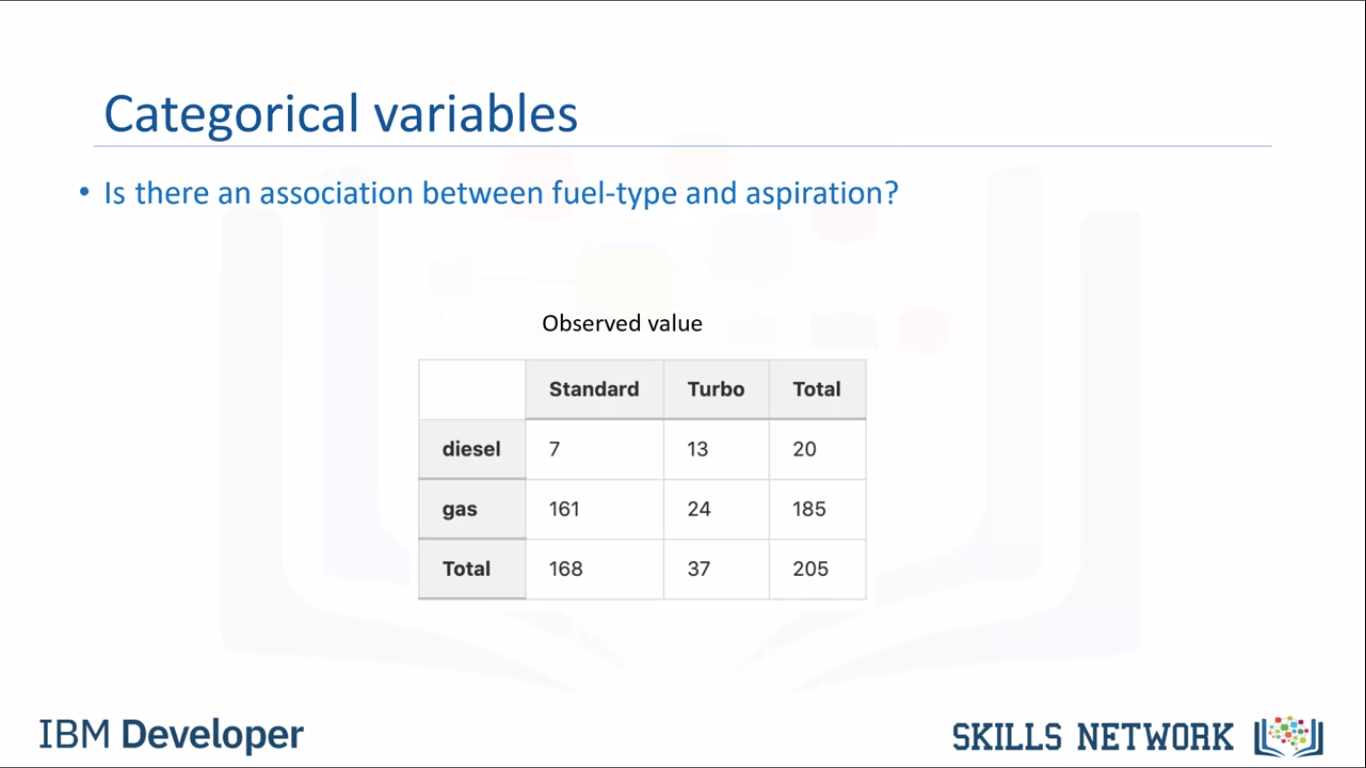 Categorical variables
• Is there an association between fuel-type and aspiration?
Observed value
Standard Turbo Total
diesel 7 13 20
gas 161 24 185
Total 168 37 205
IBM Developer
SKILLS NETWORK